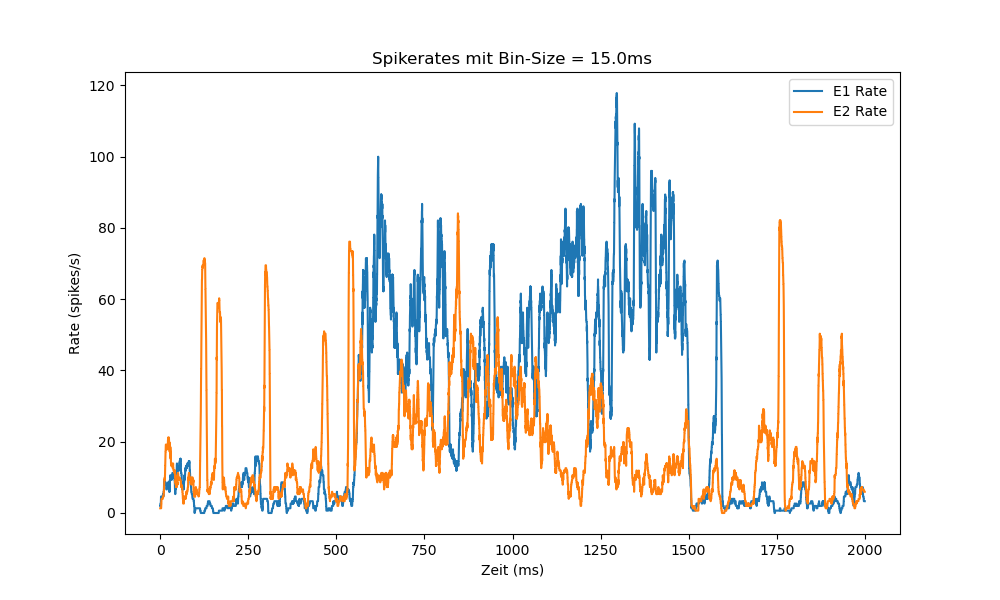 Spikerates mit Bin-Size = 15.0ms
E1 Rate
E2 Rate
120
100
80
60
40
20
0
Rate (spikes/s)
0 250 500 750 1000 1250 1500 1750 2000
Zeit (ms)